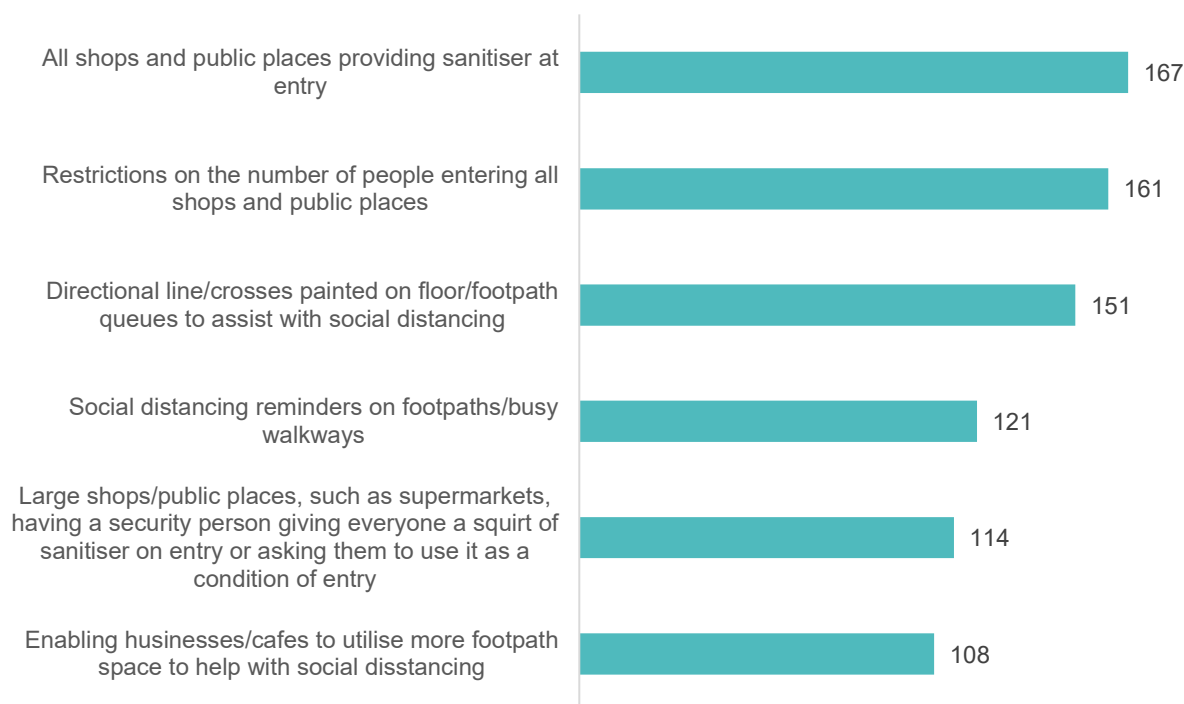 All shops and public places providing sanitiser at
entry
167
Restrictions on the number of people entering all
shops and public places
161
Directional line/crosses painted on floor/footpath
queues to assist with social distancing
151
Social distancing reminders on footpaths/busy
walkways
121
Large shops/public places, such as supermarkets,
having a security person giving everyone a squirt of
sanitiser on entry or asking them to use it as a
condition of entry
114
Enabling husinesses/cafes to utilise more footpath
space to help with social disstancing
108